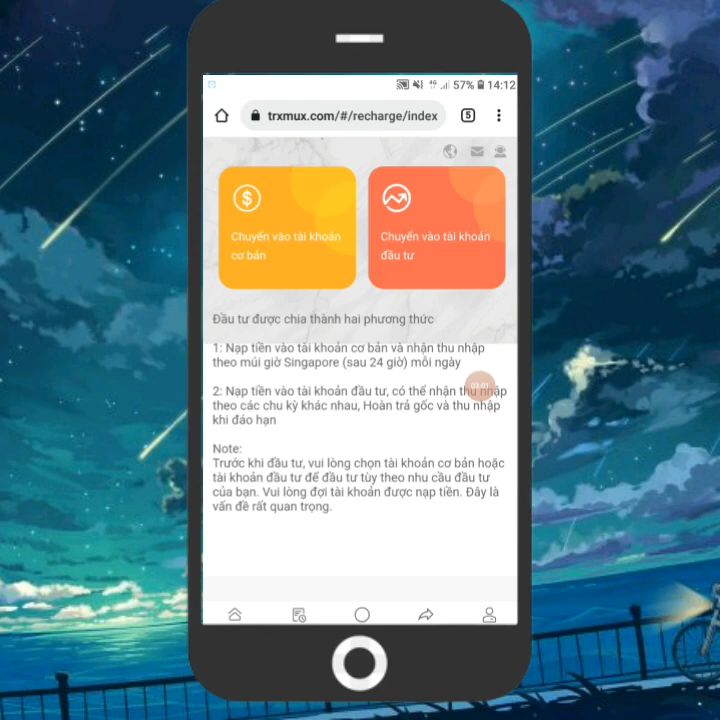 57% 14:12
trxmux.com/#/recharge/index
5
Chuyển vào tài khoản
cơ bản
Chuyển vào tài khoản
đầu tư
Đầu tư được chia thành hai phương thức
1: Nạp tiền vào tài khoản cơ bản và nhận thu nhập
theo múi giờ Singapore (sau 24 giờ) mỗi ngày
03:01
2: Nạp tiền vào tài khoản đầu tư, có thể nhận thu nhập
theo các chu kỳ khác nhau, Hoàn trả gốc và thu nhập
khi đáo hạn
Note:
Trước khi đầu tư, vui lòng chọn tài khoản cơ bản hoặc
tài khoản đầu tư để đầu tư tùy theo nhu cầu đầu tư
của bạn. Vui lòng đợi tài khoản được nạp tiền. Đây là
vấn đề rất quan trọng.